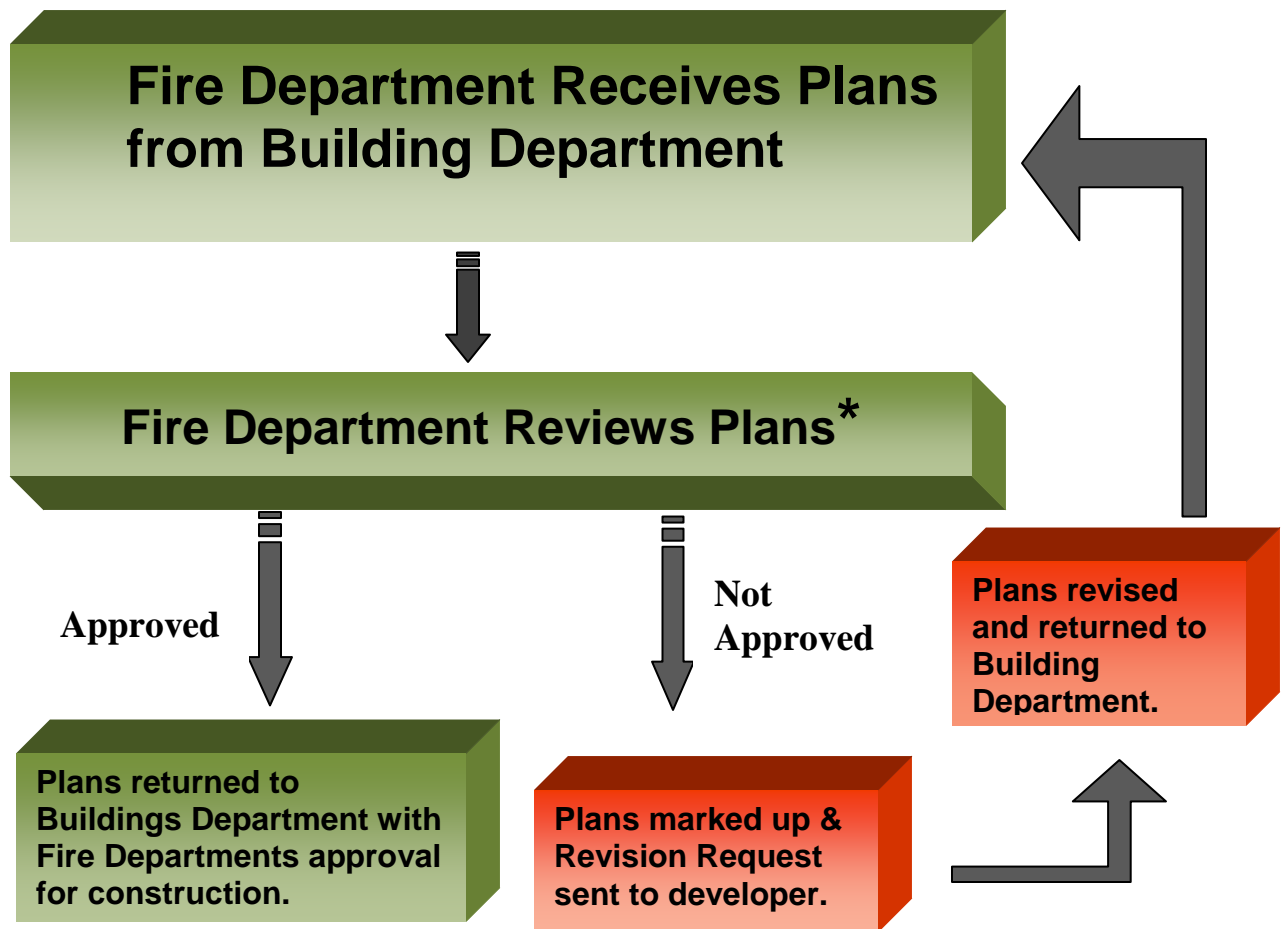 Fire Department Receives Plans
from Building Department
Fire Department Reviews Plans*
Approved
Not
Approved
Plans revised
and returned to
Building
Department.
Plans returned to
Buildings Department with
Fire Departments approval
for construction.
Plans marked up &
Revision Request
sent to developer.